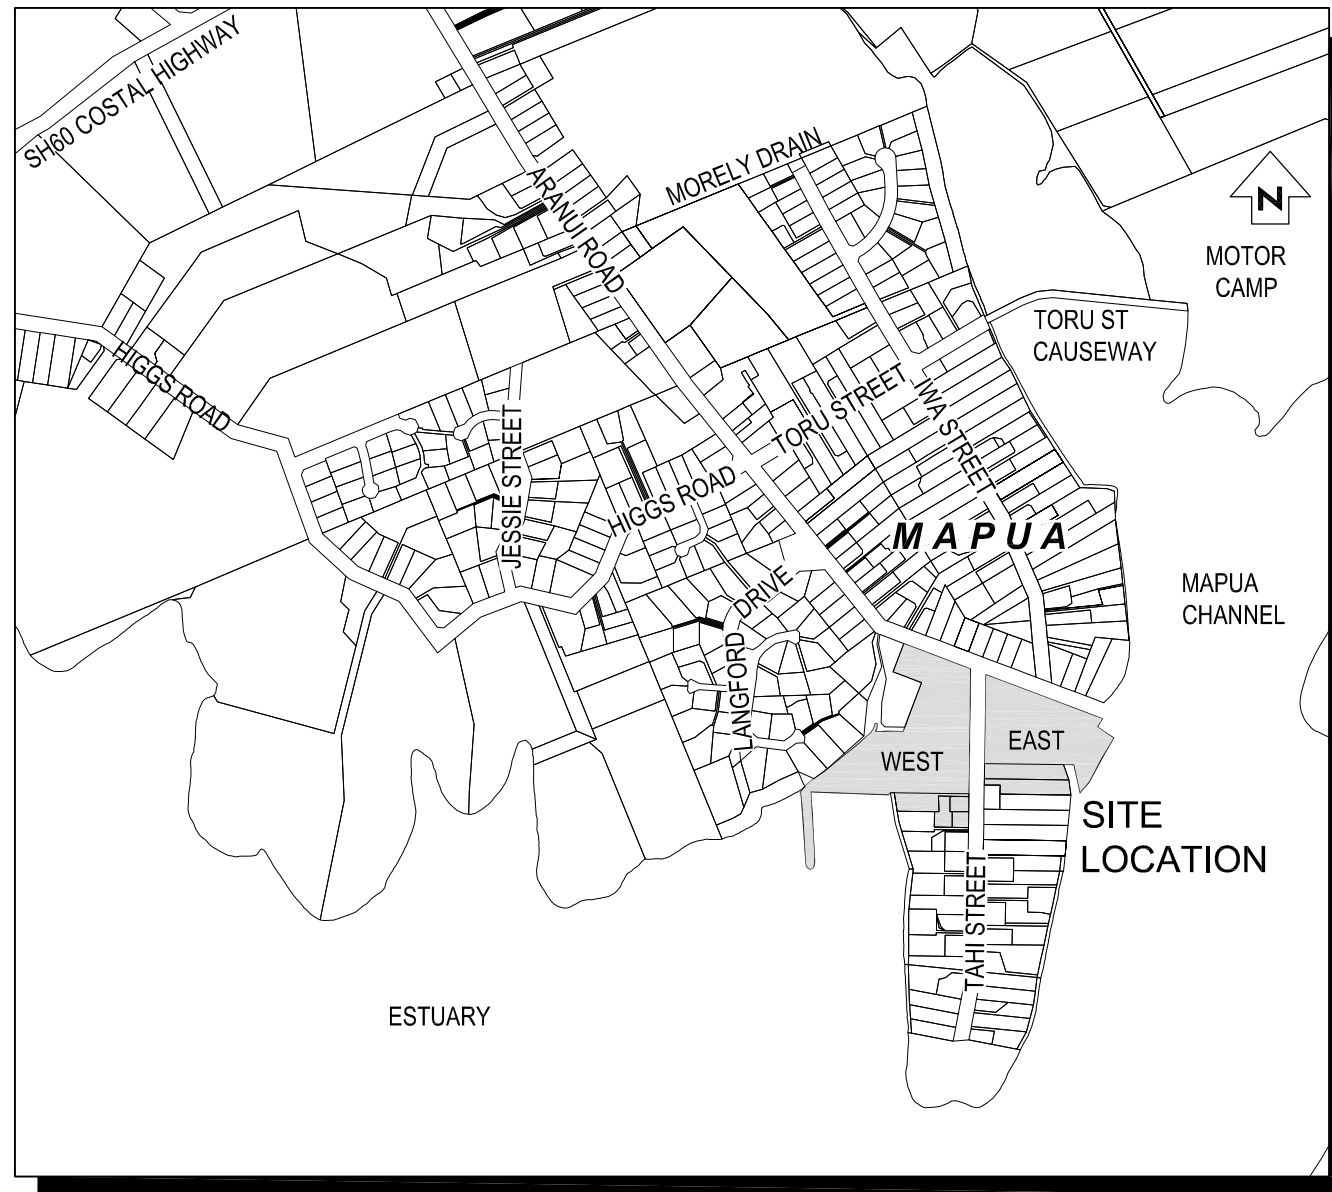 SH60 COSTAL HIGHWAY
MORELY DRAIN
ARANUI ROAD
N
MOTOR
CAMP
TORU ST
CAUSEWAY
HIGGS ROAD
TORU STREET
IWA STREET
JESSIE STREET
HIGGS ROAD
MAPUA
MAPUA
CHANNEL
LANGFORD DRIVE
WEST
EAST
SITE
LOCATION
TAHI STREET
ESTUARY